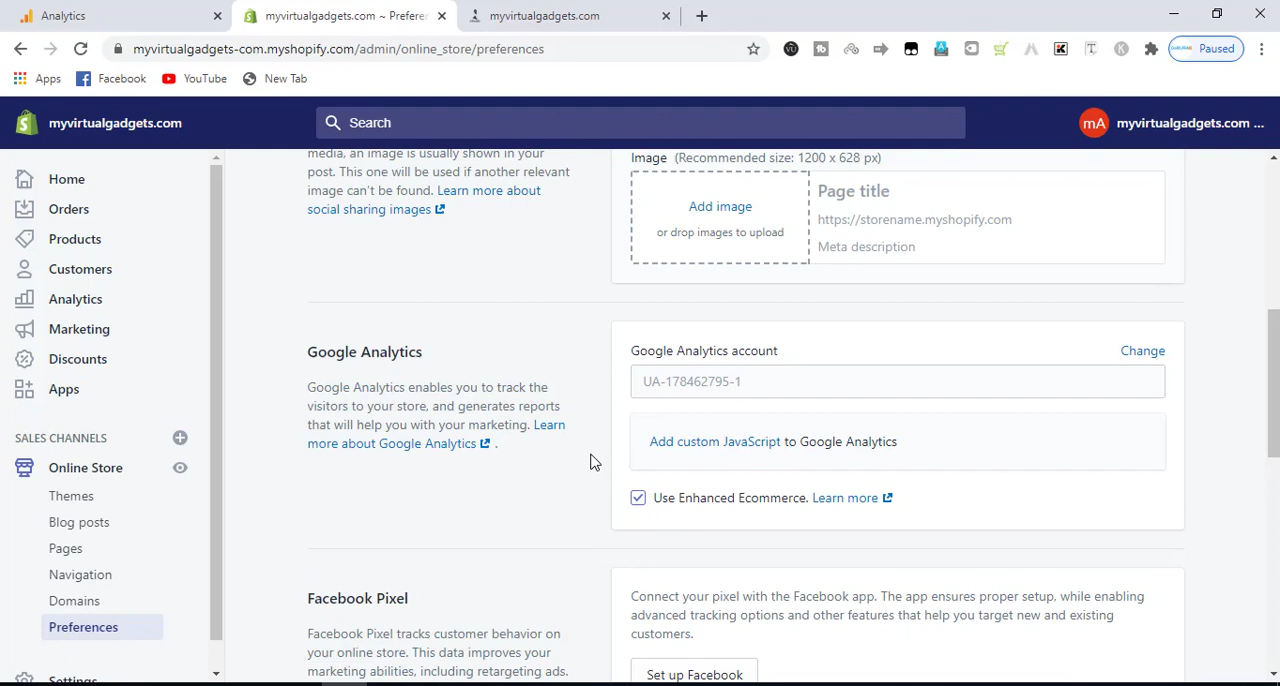 Analytics
myvirtualgadgets.com ~ Prefere
myvirtualgadgets.com
myvirtualgadgets-com.myshopify.com/admin/online_store/preferences
Paused
Apps
Facebook
YouTube
New Tab
myvirtualgadgets.com
Search
mA
myvirtualgadgets.com ...
Home
Orders
Products
Customers
Analytics
Marketing
Discounts
Apps
SALES CHANNELS
Online Store
Themes
Blog posts
Pages
Navigation
Domains
Preferences
Settings
media, an image is usually shown in your
post. This one will be used if another relevant
image can't be found. Learn more about
social sharing images
Image (Recommended size: 1200 x 628 px)
Add image
or drop images to upload
Page title
https://storename.myshopify.com
Meta description
Google Analytics
Google Analytics enables you to track the
visitors to your store, and generates reports
that will help you with your marketing. Learn
more about Google Analytics .
Google Analytics account
Change
UA-178462795-1
Add custom JavaScript to Google Analytics
Use Enhanced Ecommerce. Learn more
Facebook Pixel
Facebook Pixel tracks customer behavior on
your online store. This data improves your
marketing abilities, including retargeting ads.
Connect your pixel with the Facebook app. The app ensures proper setup, while enabling
advanced tracking options and other features that help you target new and existing
customers.
Set up Facebook